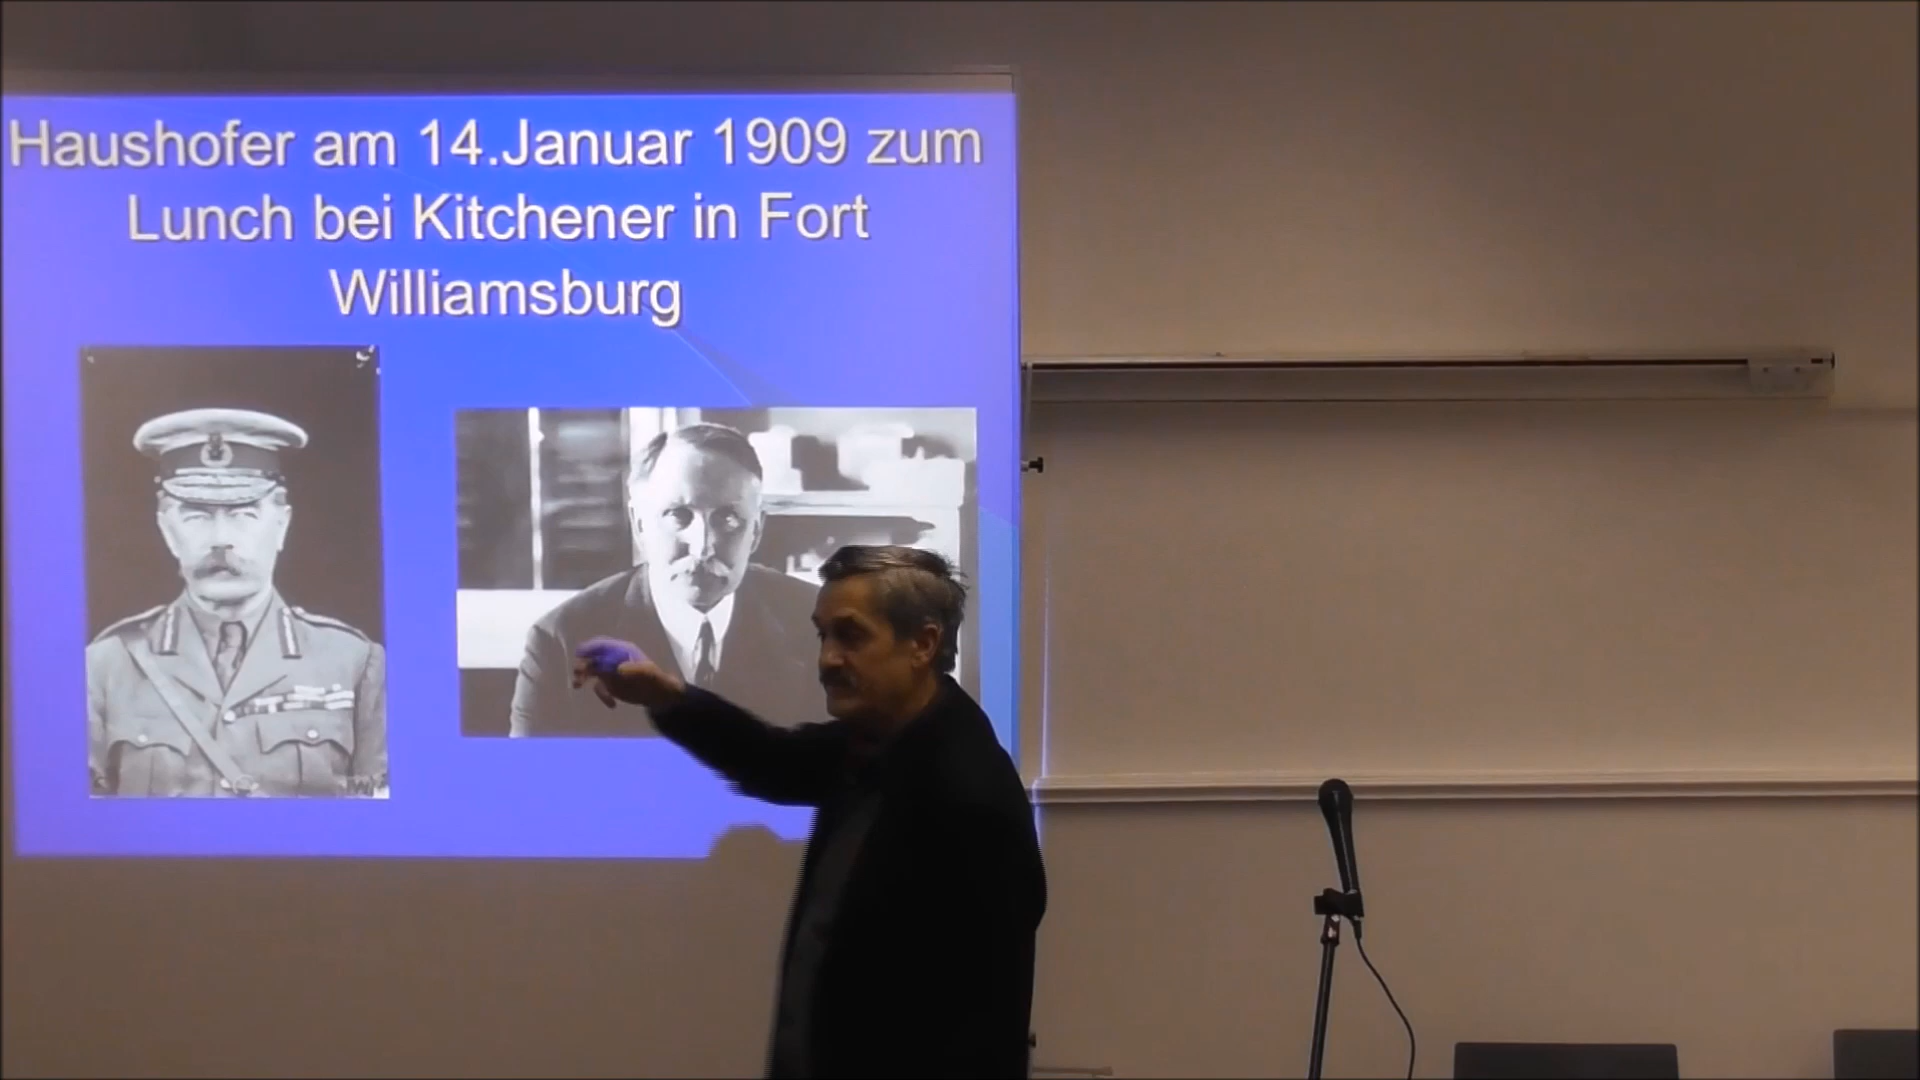 Haushofer am 14.Januar 1909 zum
Lunch bei Kitchener in Fort
Williamsburg